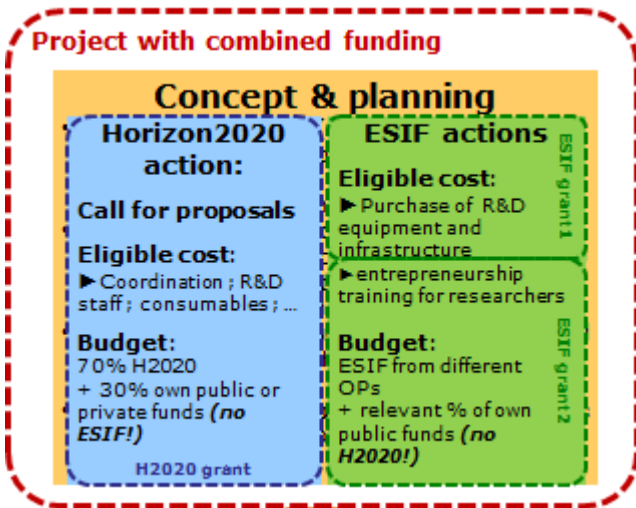 Project with combined funding
Concept & planning
Horizon2020
action:
Call for proposals
Eligible cost:
►Coordination ; R&D
staff ; consumables ; ...
Budget:
70% H2020
+ 30% own public or
private funds (no
ESIF!)
H2020 grant
ESIF actions
Eligible cost:
►Purchase of R&D
equipment and
infrastructure
ESIF grant1
►entrepreneurship
training for researchers
Budget:
ESIF from different
OPs
+ relevant % of own
public funds (no
H2020!)
ESIF grant2